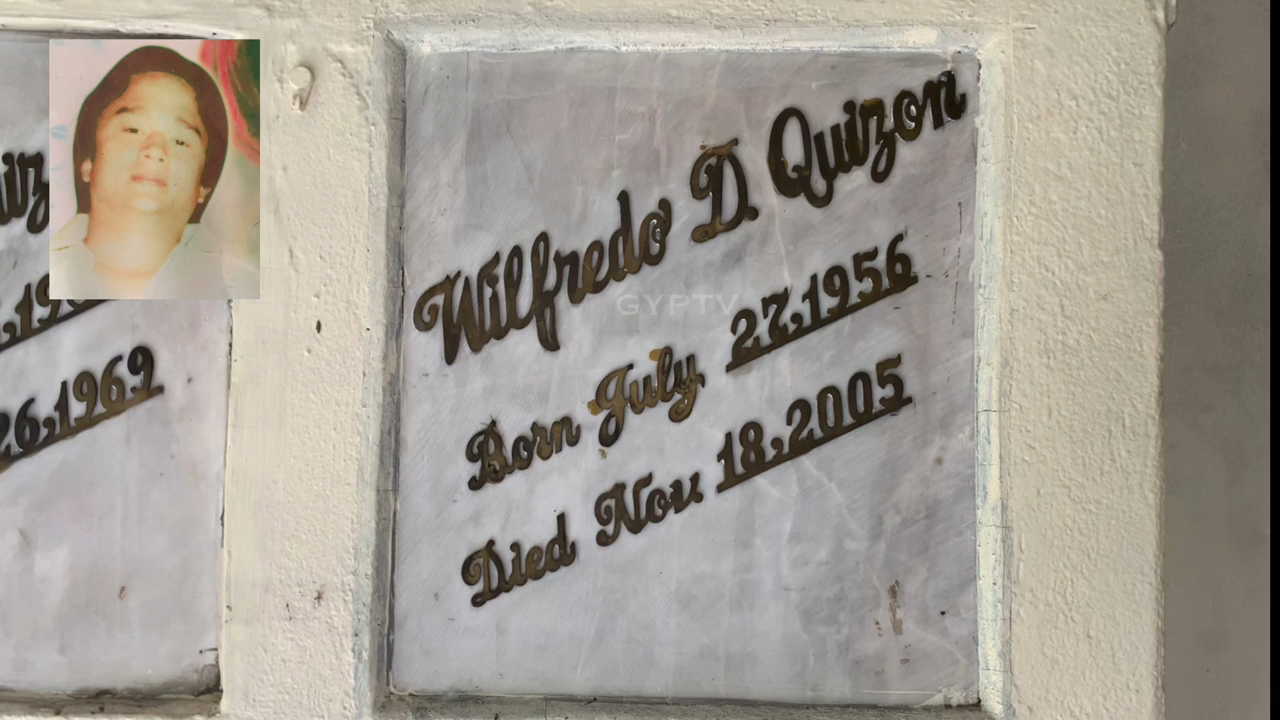 Wilfredo D. Quizon
Born July 27,1956
Died Nov. 18,2005
26,1969
GYPTV